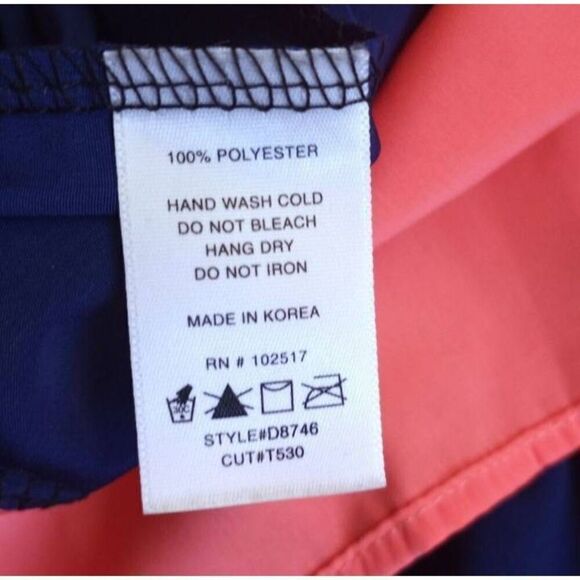 100% POLYESTER
HAND WASH COLD
DO NOT BLEACH
HANG DRY
DO NOT IRON
MADE IN KOREA
RN # 102517
30C
STYLE#D8746
CUT#T530